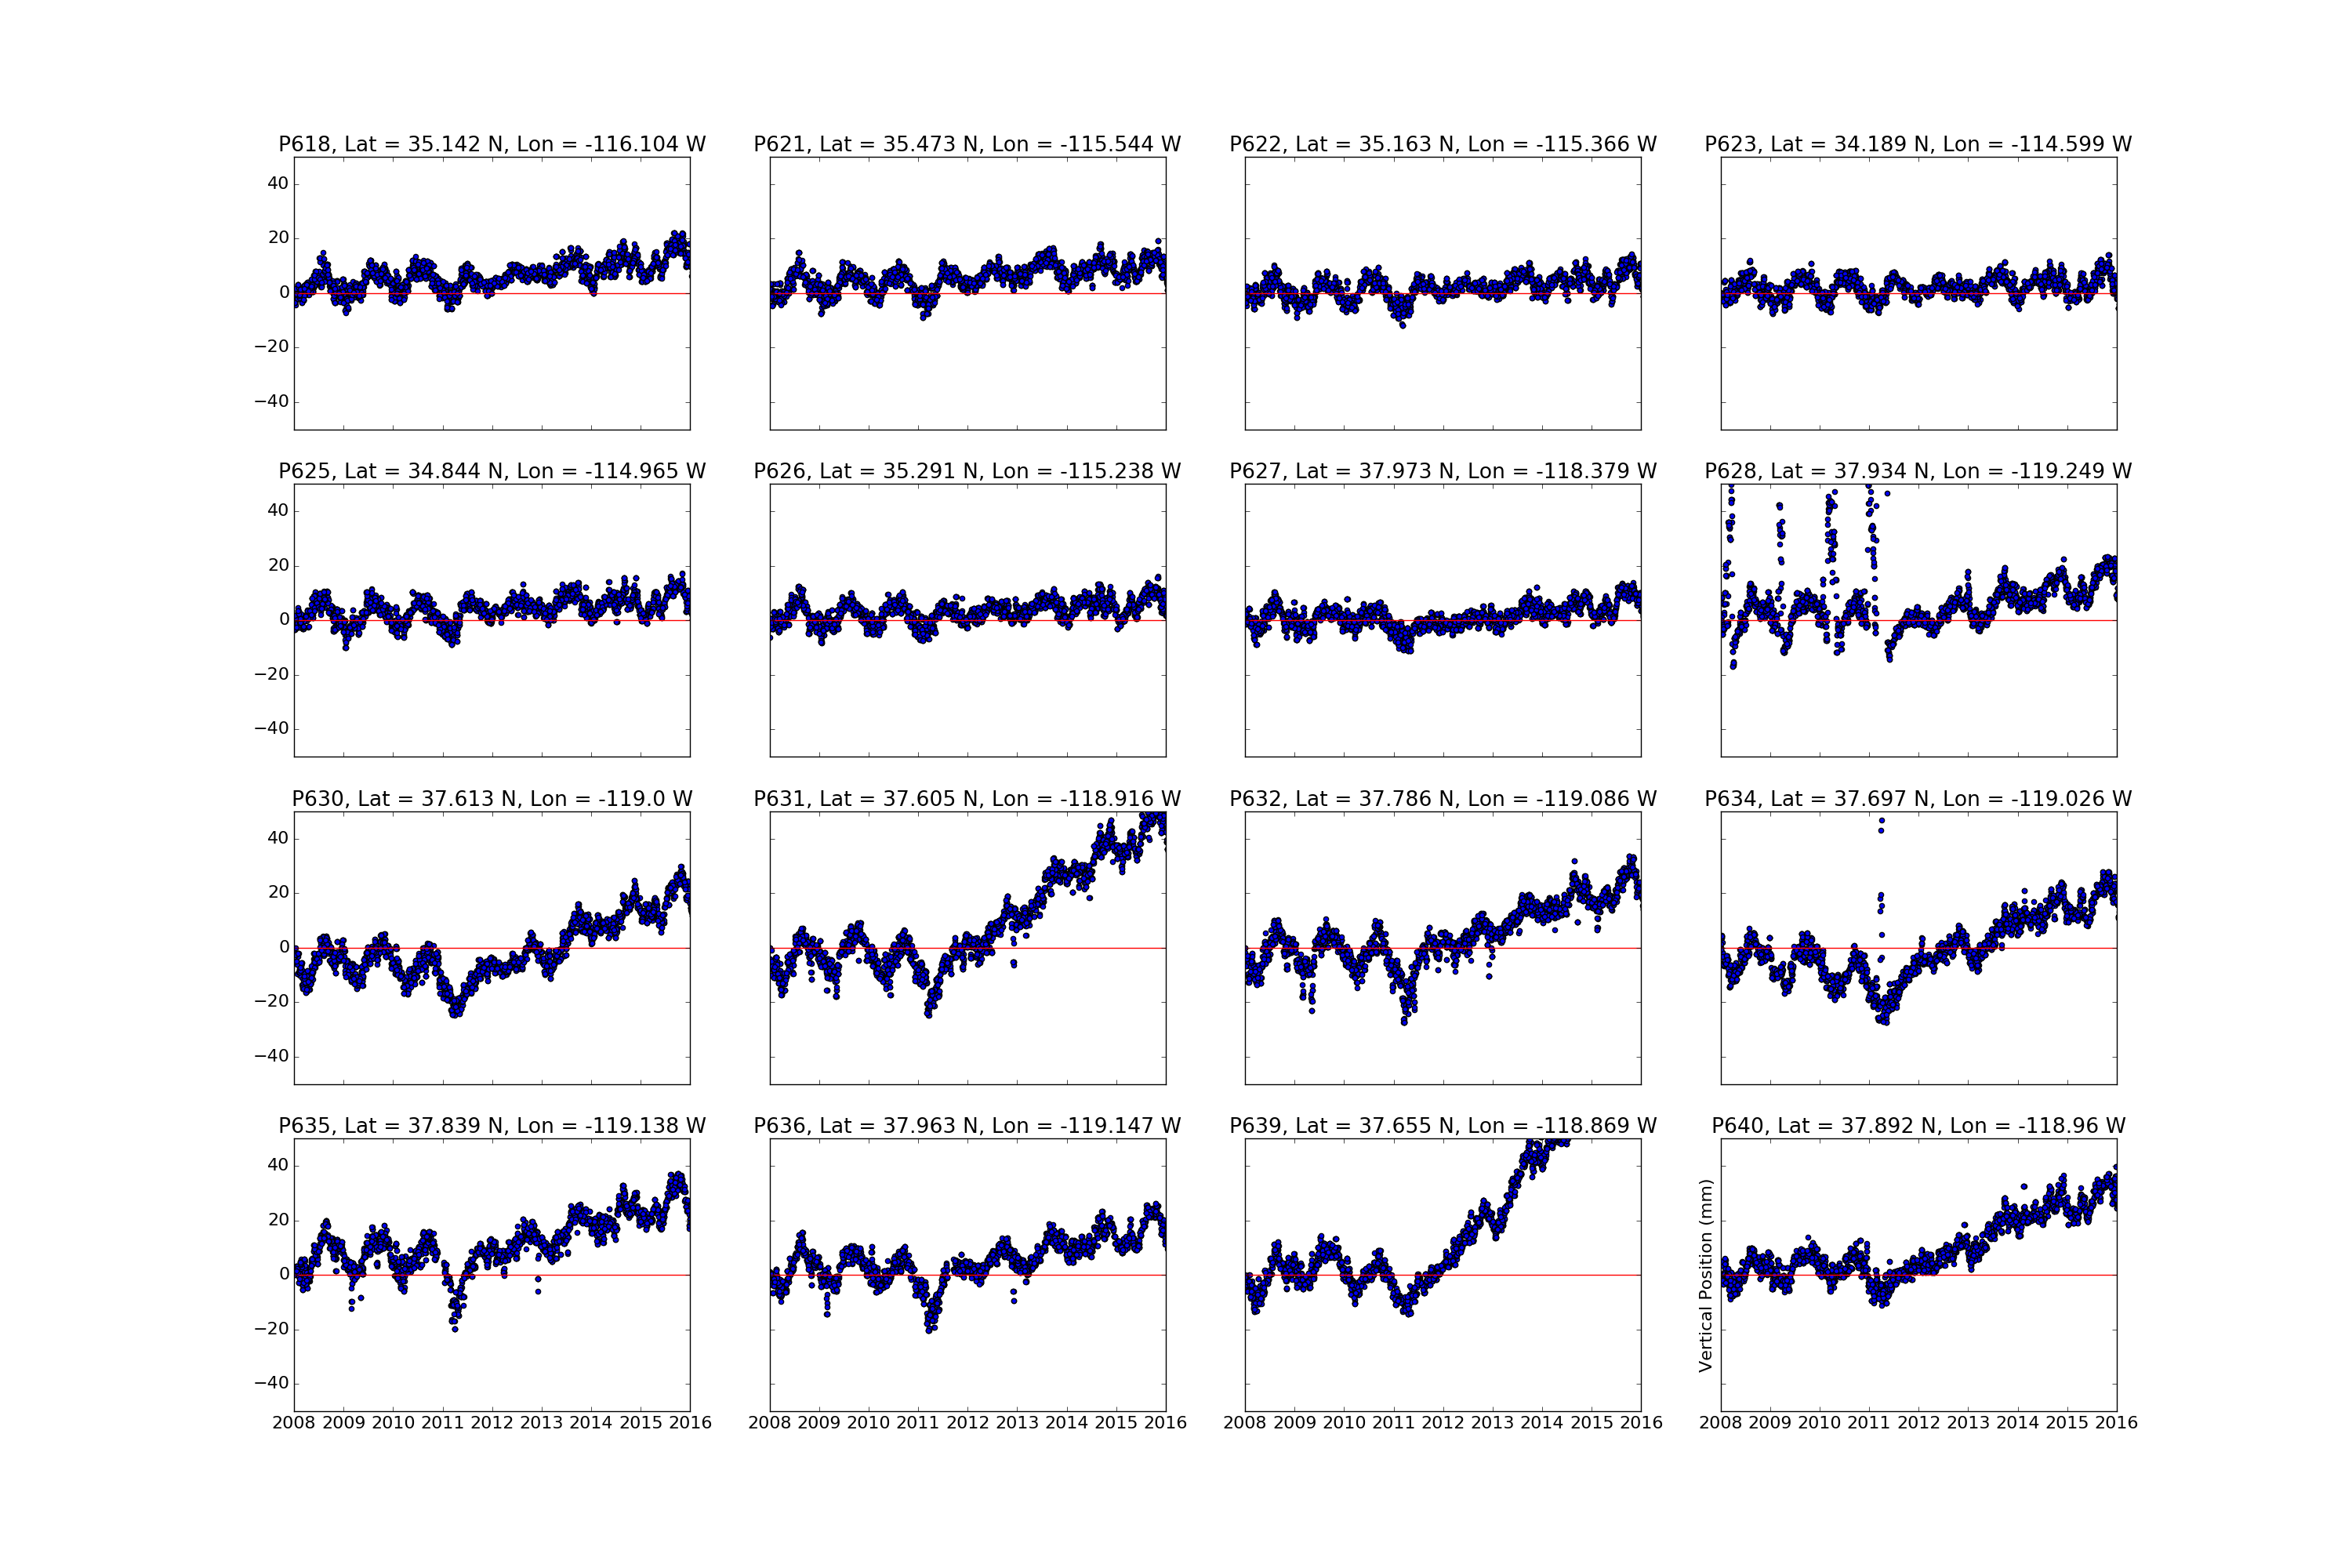 P618, Lat = 35.142 N, Lon = -116.104 W
P621, Lat = 35.473 N, Lon = -115.544 W
P622, Lat = 35.163 N, Lon = -115.366 W
P623, Lat = 34.189 N, Lon = -114.599 W
40
20
0
−20
−40
P625, Lat = 34.844 N, Lon = -114.965 W
P626, Lat = 35.291 N, Lon = -115.238 W
P627, Lat = 37.973 N, Lon = -118.379 W
P628, Lat = 37.934 N, Lon = -119.249 W
40
20
0
−20
−40
P630, Lat = 37.613 N, Lon = -119.0 W
P631, Lat = 37.605 N, Lon = -118.916 W
P632, Lat = 37.786 N, Lon = -119.086 W
P634, Lat = 37.697 N, Lon = -119.026 W
40
20
0
−20
−40
P635, Lat = 37.839 N, Lon = -119.138 W
P636, Lat = 37.963 N, Lon = -119.147 W
P639, Lat = 37.655 N, Lon = -118.869 W
P640, Lat = 37.892 N, Lon = -118.96 W
40
20
0
−20
−40
Vertical Position (mm)
2008 2009 2010 2011 2012 2013 2014 2015 2016
2008 2009 2010 2011 2012 2013 2014 2015 2016
2008 2009 2010 2011 2012 2013 2014 2015 2016
2008 2009 2010 2011 2012 2013 2014 2015 2016